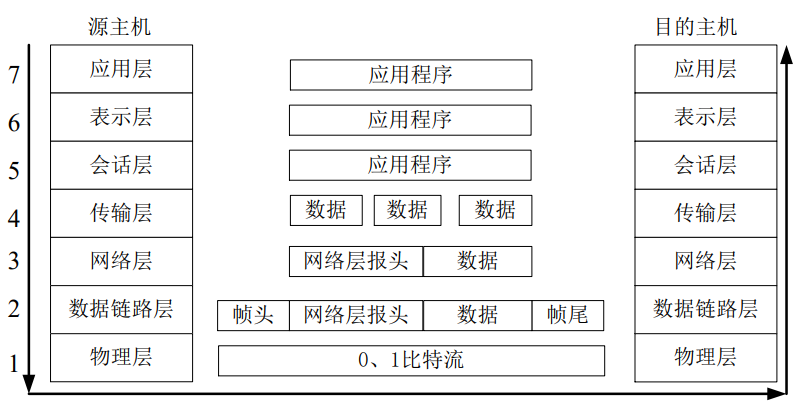 源主机 目的主机
7 应用层 应用程序 应用层
6 表示层 应用程序 表示层
5 会话层 应用程序 会话层
4 传输层 数据 数据 数据 传输层
3 网络层 网络层报头 数据 网络层
2 数据链路层 帧头 网络层报头 数据 帧尾 数据链路层
1 物理层 0、1比特流 物理层